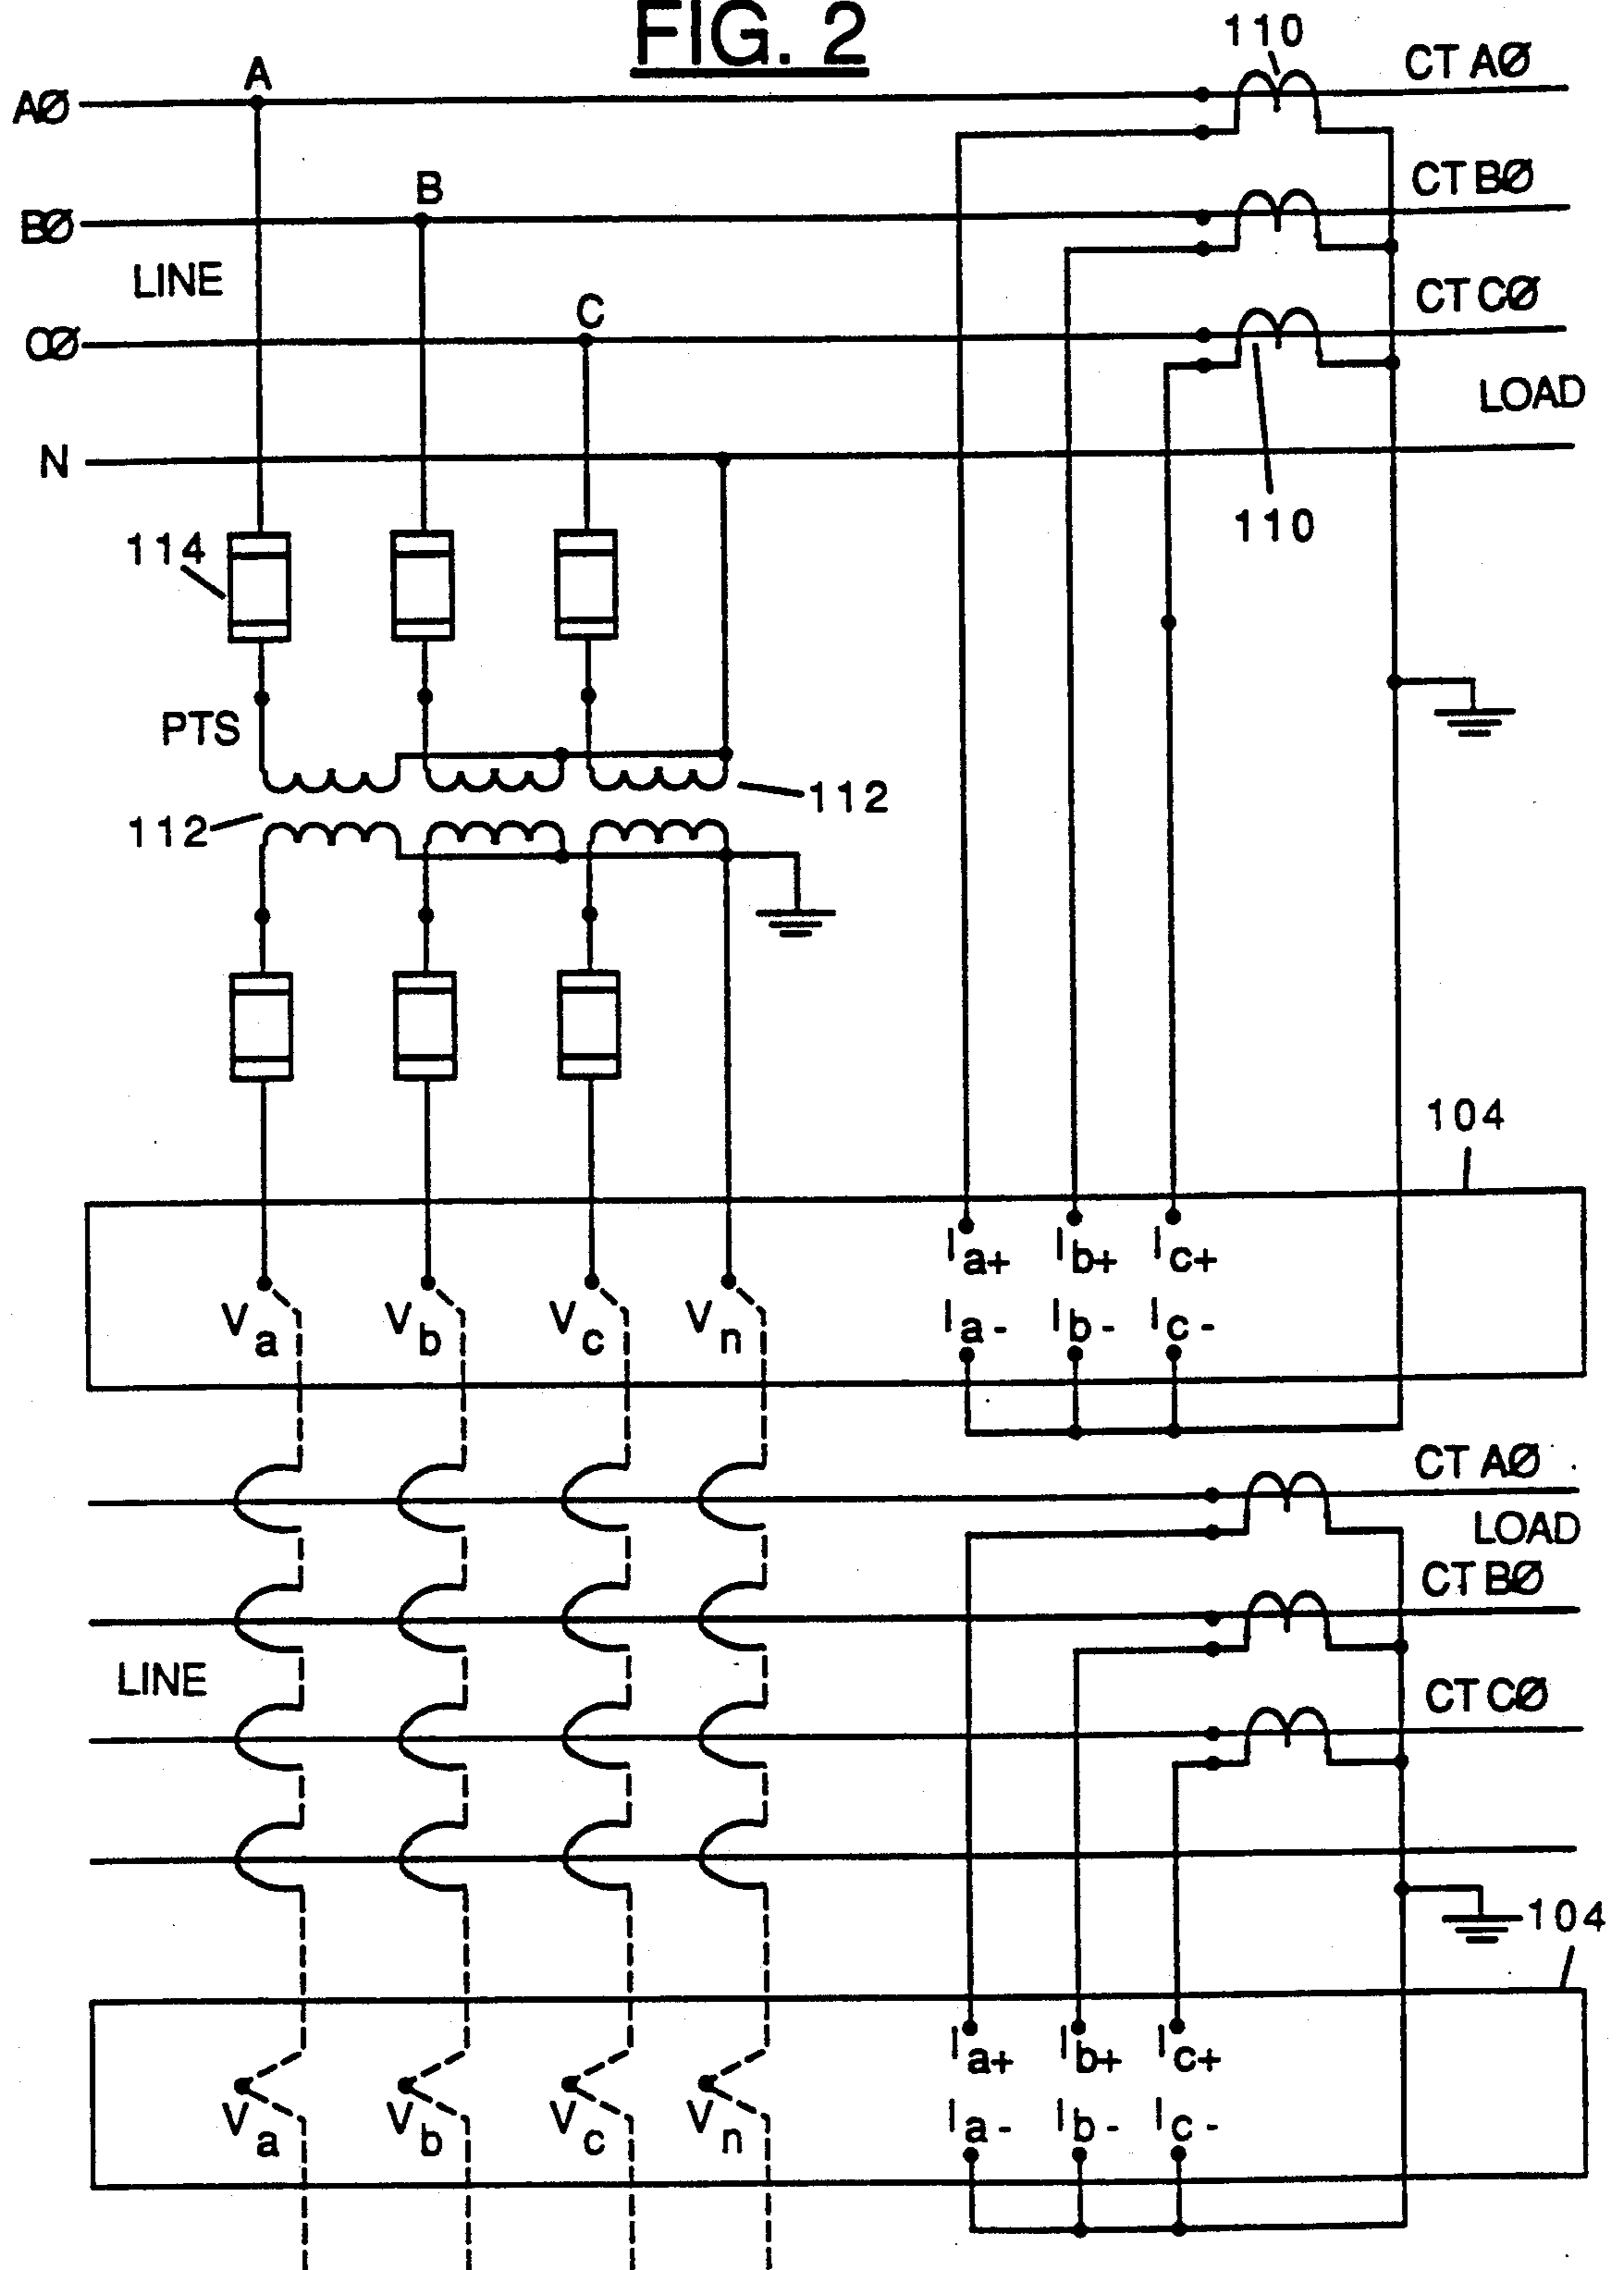 FIG. 2
110
A
CT AØ
AØ
B
CT BØ
BØ
LINE
C
CT CØ
CØ
LOAD
N
110
114
PTS
112
112
104
Ia+ Ib+ Ic+
Va Vb Vc Vn
Ia- Ib- Ic-
CT AØ
LOAD
CT BØ
LINE
CT CØ
104
Ia+ Ib+ Ic+
Va Vb Vc Vn
Ia- Ib- Ic-